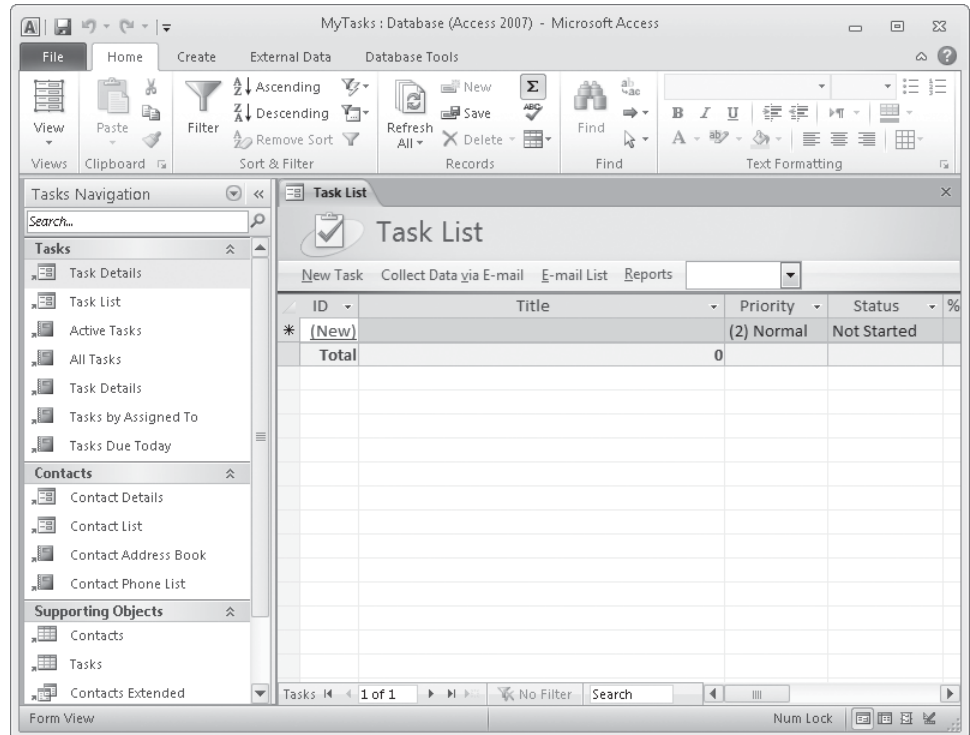 MyTasks : Database (Access 2007) - Microsoft Access
File Home Create External Data Database Tools
View
Paste
Filter
Ascending
Descending
Remove Sort
Refresh All
New
Save
Delete
Σ
ABC
Find
ab ac
B I U
A ab A
Views Clipboard Sort & Filter Records Find Text Formatting
Tasks Navigation
Search...
Tasks
Task Details
Task List
Active Tasks
All Tasks
Task Details
Tasks by Assigned To
Tasks Due Today
Contacts
Contact Details
Contact List
Contact Address Book
Contact Phone List
Supporting Objects
Contacts
Tasks
Contacts Extended
Task List
Task List
New Task Collect Data via E-mail E-mail List Reports
ID Title Priority Status %
* (New) (2) Normal Not Started
Total 0
Tasks 1 of 1 No Filter Search
Form View Num Lock